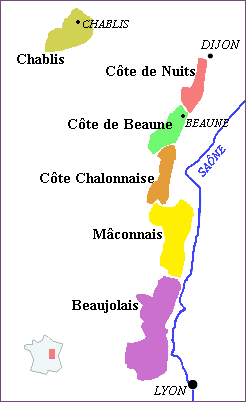 CHABLIS
Chablis
DIJON
Côte de Nuits
Côte de Beaune
BEAUNE
SAÔNE
Côte Chalonnaise
Mâconnais
Beaujolais
LYON